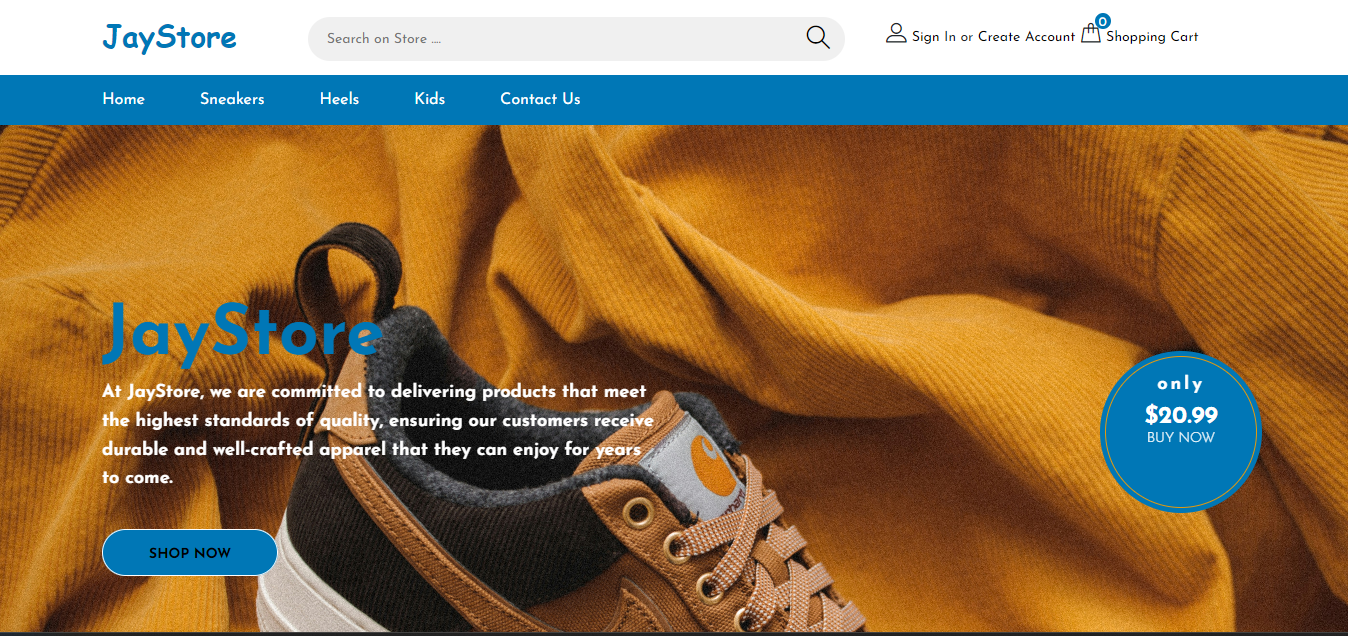 JayStore
Search on Store ....
Sign In or Create Account
0
Shopping Cart
Home
Sneakers
Heels
Kids
Contact Us
JayStore
At JayStore, we are committed to delivering products that meet
the highest standards of quality, ensuring our customers receive
durable and well-crafted apparel that they can enjoy for years
to come.
SHOP NOW
only
$20.99
BUY NOW